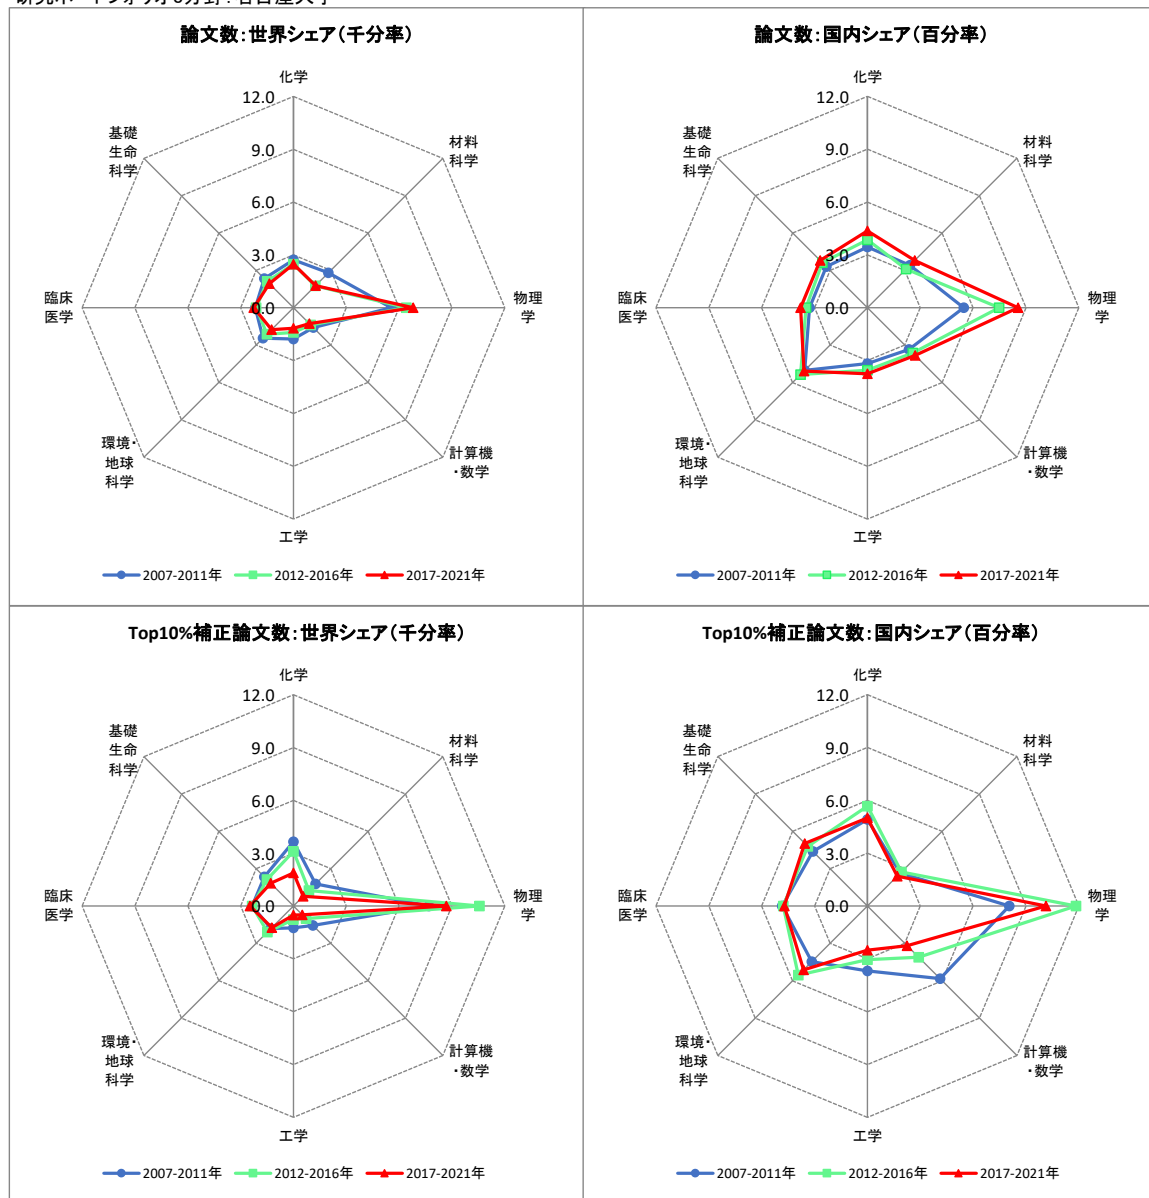 論文数：世界シェア（千分率）
化学
12.0
9.0
6.0
3.0
0.0
材料
科学
物理
学
計算機
・数学
工学
環境・
地球
科学
臨床
医学
基礎
生命
科学
2007-2011年
2012-2016年
2017-2021年
論文数：国内シェア（百分率）
化学
12.0
9.0
6.0
3.0
0.0
材料
科学
物理
学
計算機
・数学
工学
環境・
地球
科学
臨床
医学
基礎
生命
科学
2007-2011年
2012-2016年
2017-2021年
Top10%補正論文数：世界シェア（千分率）
化学
12.0
9.0
6.0
3.0
0.0
材料
科学
物理
学
計算機
・数学
工学
環境・
地球
科学
臨床
医学
基礎
生命
科学
2007-2011年
2012-2016年
2017-2021年
Top10%補正論文数：国内シェア（百分率）
化学
12.0
9.0
6.0
3.0
0.0
材料
科学
物理
学
計算機
・数学
工学
環境・
地球
科学
臨床
医学
基礎
生命
科学
2007-2011年
2012-2016年
2017-2021年